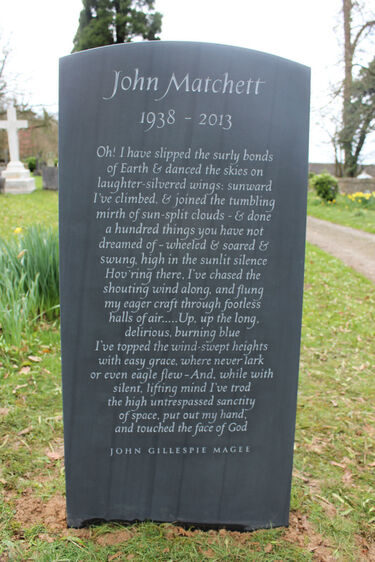 John Matchett
1938 - 2013
Oh! I have slipped the surly bonds
of Earth & danced the skies on
laughter-silvered wings; sunward
I've climbed, & joined the tumbling
mirth of sun-split clouds - & done
a hundred things you have not
dreamed of - wheeled & soared &
swung, high in the sunlit silence
Hov'ring there, I've chased the
shouting wind along, and flung
my eager craft through footless
halls of air.....Up, up the long,
delirious, burning blue
I've topped the wind-swept heights
with easy grace, where never lark
or even eagle flew - And, while with
silent, lifting mind I've trod
the high untrespassed sanctity
of space, put out my hand,
and touched the face of God
JOHN GILLESPIE MAGEE